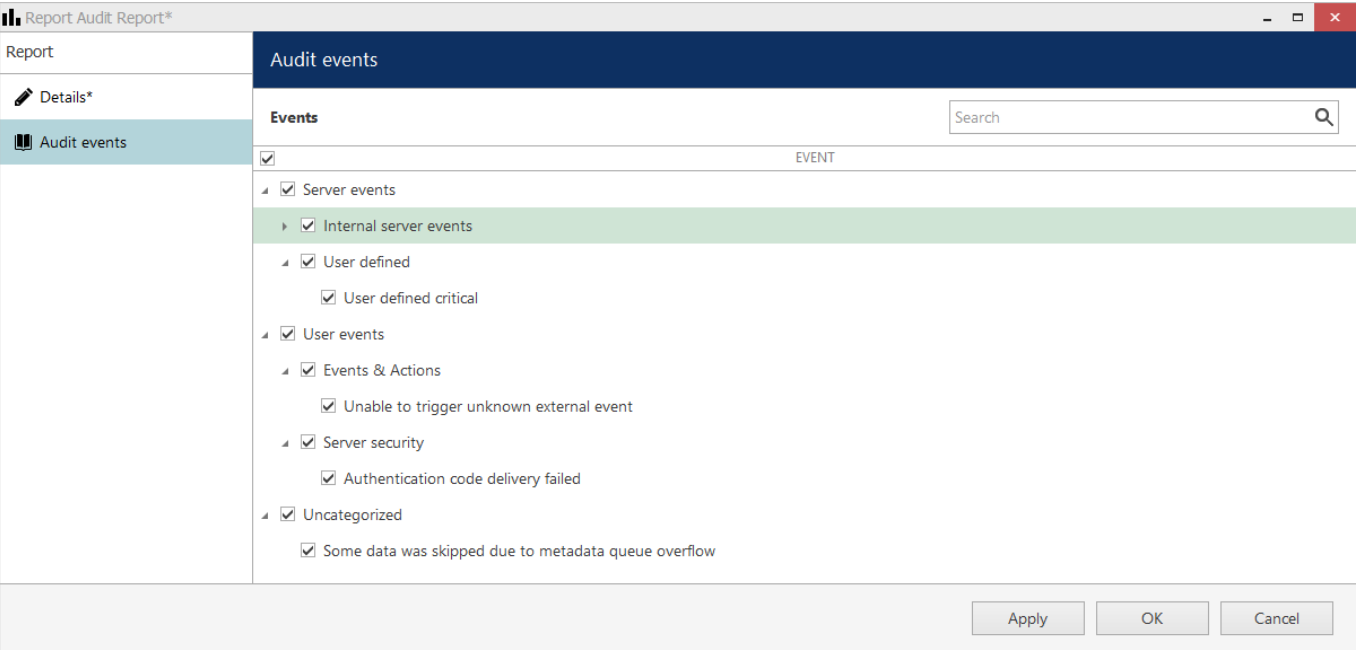 Report Audit Report*
Report
Details*
Audit events
Audit events
Events
Search
EVENT
Server events
Internal server events
User defined
User defined critical
User events
Events & Actions
Unable to trigger unknown external event
Server security
Authentication code delivery failed
Uncategorized
Some data was skipped due to metadata queue overflow
Apply
OK
Cancel